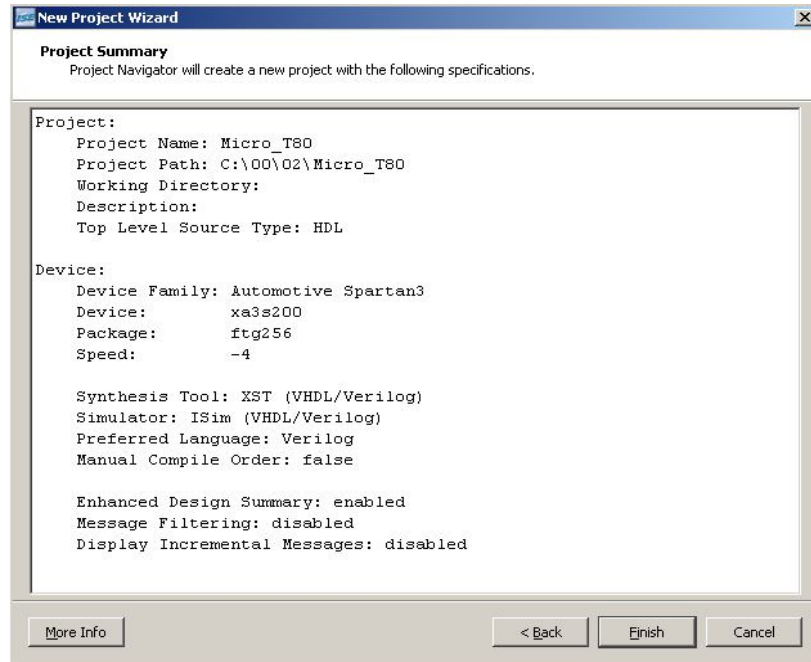 ISE New Project Wizard
Project Summary
Project Navigator will create a new project with the following specifications.
Project:
Project Name: Micro_T80
Project Path: C:\00\02\Micro_T80
Working Directory:
Description:
Top Level Source Type: HDL
Device:
Device Family: Automotive Spartan3
Device: xa3s200
Package: ftg256
Speed: -4
Synthesis Tool: XST (VHDL/Verilog)
Simulator: ISim (VHDL/Verilog)
Preferred Language: Verilog
Manual Compile Order: false
Enhanced Design Summary: enabled
Message Filtering: disabled
Display Incremental Messages: disabled
More Info < Back Finish Cancel